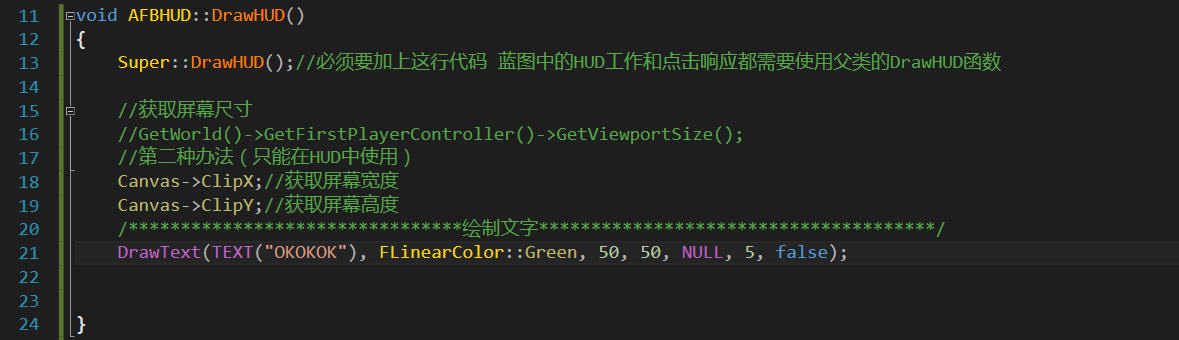 11 void AFBHUD::DrawHUD()
12 {
13 Super::DrawHUD();//必须要加上这行代码 蓝图中的HUD工作和点击响应都需要使用父类的DrawHUD函数
14
15 //获取屏幕尺寸
16 //GetWorld()->GetFirstPlayerController()->GetViewportSize();
17 //第二种办法（只能在HUD中使用）
18 Canvas->ClipX;//获取屏幕宽度
19 Canvas->ClipY;//获取屏幕高度
20 /********************************绘制文字**************************************/
21 DrawText(TEXT("OKOKOK"), FLinearColor::Green, 50, 50, NULL, 5, false);
22
23
24 }